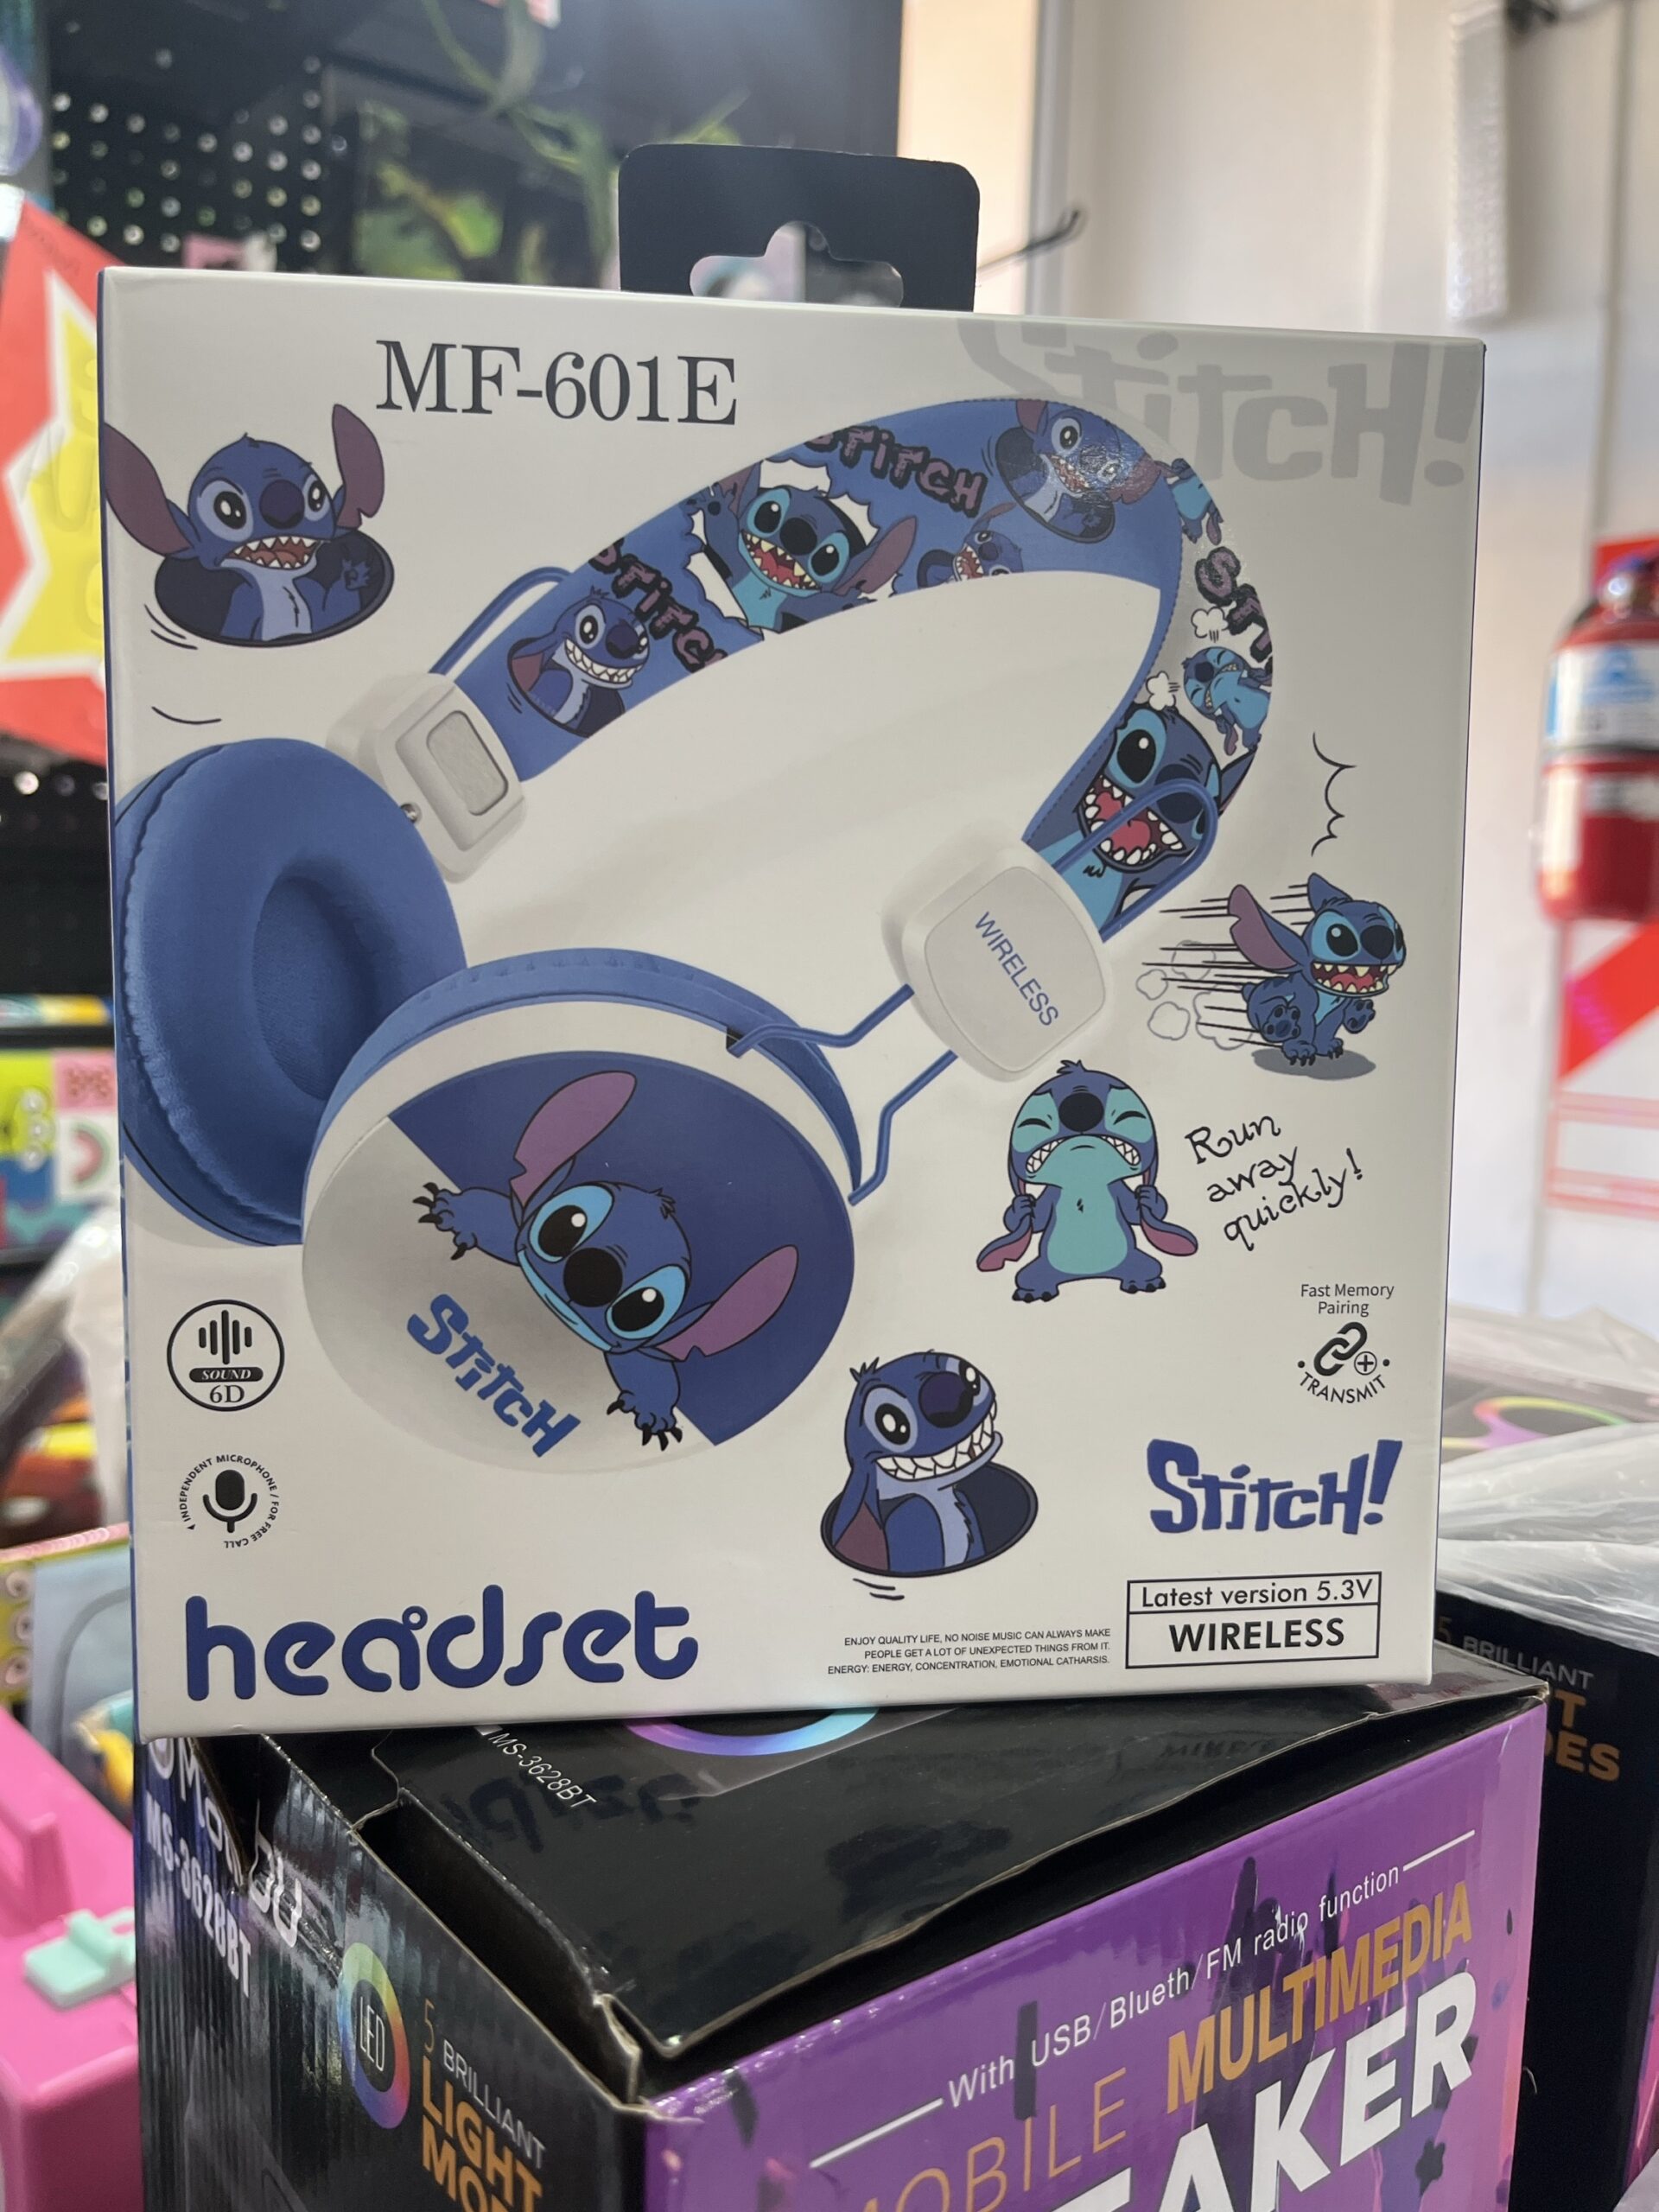 MF-601E
Stitch!
STITCH
STITCH
WIRELESS
Run
away
quickly!
Fast Memory
Pairing
TRANSMIT
SOUND
6D
Stitch
INDEPENDENT MICROPHONE / FOR FREE CALL
Stitch!
headset
ENJOY QUALITY LIFE, NO NOISE MUSIC CAN ALWAYS MAKE
PEOPLE GET A LOT OF UNEXPECTED THINGS FROM IT.
ENERGY: ENERGY, CONCENTRATION, EMOTIONAL CATHARSIS.
Latest version 5.3V
WIRELESS
MS-3628BT
MS-3628BT
LED
5 BRILLIANT
LIGHT
5 BRILLIANT
With USB/Blueth/FM radio function
MULTIMEDIA